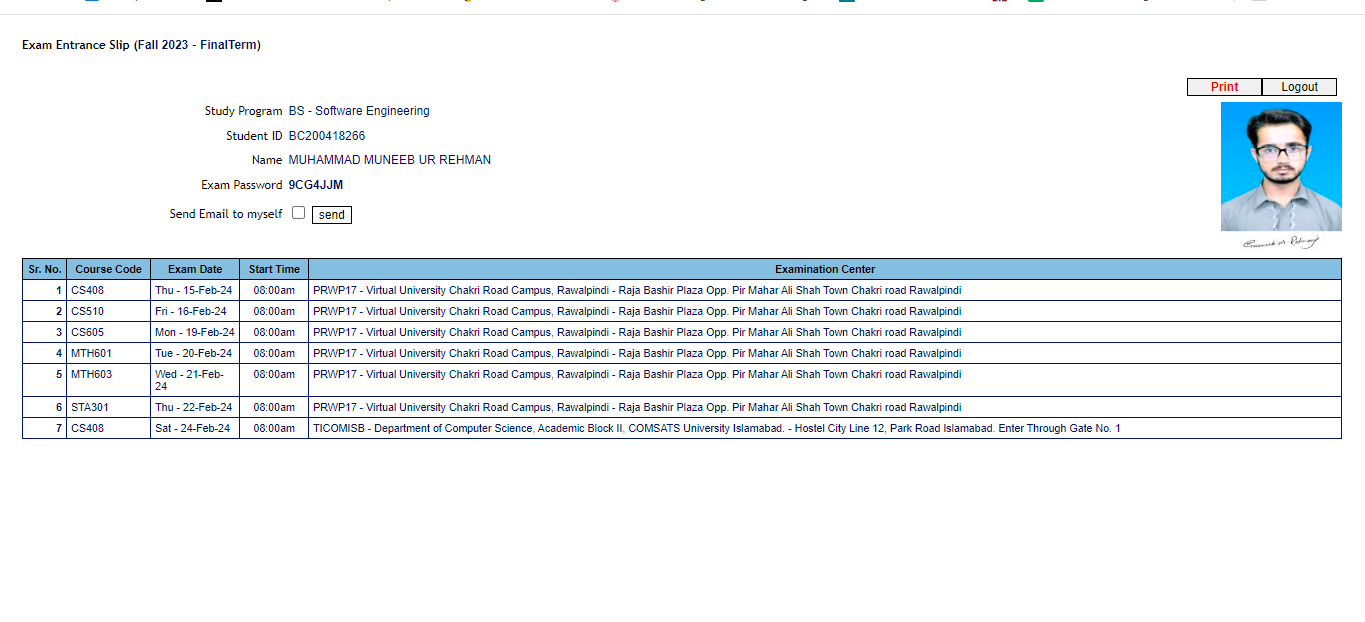 Exam Entrance Slip (Fall 2023 - FinalTerm)
Print Logout
Study Program BS - Software Engineering
Student ID BC200418266
Name MUHAMMAD MUNEEB UR REHMAN
Exam Password 9CG4JJM
Send Email to myself send
Sr. No. Course Code Exam Date Start Time Examination Center
1 CS408 Thu - 15-Feb-24 08:00am PRWP17 - Virtual University Chakri Road Campus, Rawalpindi - Raja Bashir Plaza Opp. Pir Mahar Ali Shah Town Chakri road Rawalpindi
2 CS510 Fri - 16-Feb-24 08:00am PRWP17 - Virtual University Chakri Road Campus, Rawalpindi - Raja Bashir Plaza Opp. Pir Mahar Ali Shah Town Chakri road Rawalpindi
3 CS605 Mon - 19-Feb-24 08:00am PRWP17 - Virtual University Chakri Road Campus, Rawalpindi - Raja Bashir Plaza Opp. Pir Mahar Ali Shah Town Chakri road Rawalpindi
4 MTH601 Tue - 20-Feb-24 08:00am PRWP17 - Virtual University Chakri Road Campus, Rawalpindi - Raja Bashir Plaza Opp. Pir Mahar Ali Shah Town Chakri road Rawalpindi
5 MTH603 Wed - 21-Feb- 08:00am PRWP17 - Virtual University Chakri Road Campus, Rawalpindi - Raja Bashir Plaza Opp. Pir Mahar Ali Shah Town Chakri road Rawalpindi
24
6 STA301 Thu - 22-Feb-24 08:00am PRWP17 - Virtual University Chakri Road Campus, Rawalpindi - Raja Bashir Plaza Opp. Pir Mahar Ali Shah Town Chakri road Rawalpindi
7 CS408 Sat - 24-Feb-24 08:00am TICOMISB - Department of Computer Science, Academic Block II, COMSATS University Islamabad. - Hostel City Line 12, Park Road Islamabad. Enter Through Gate No. 1